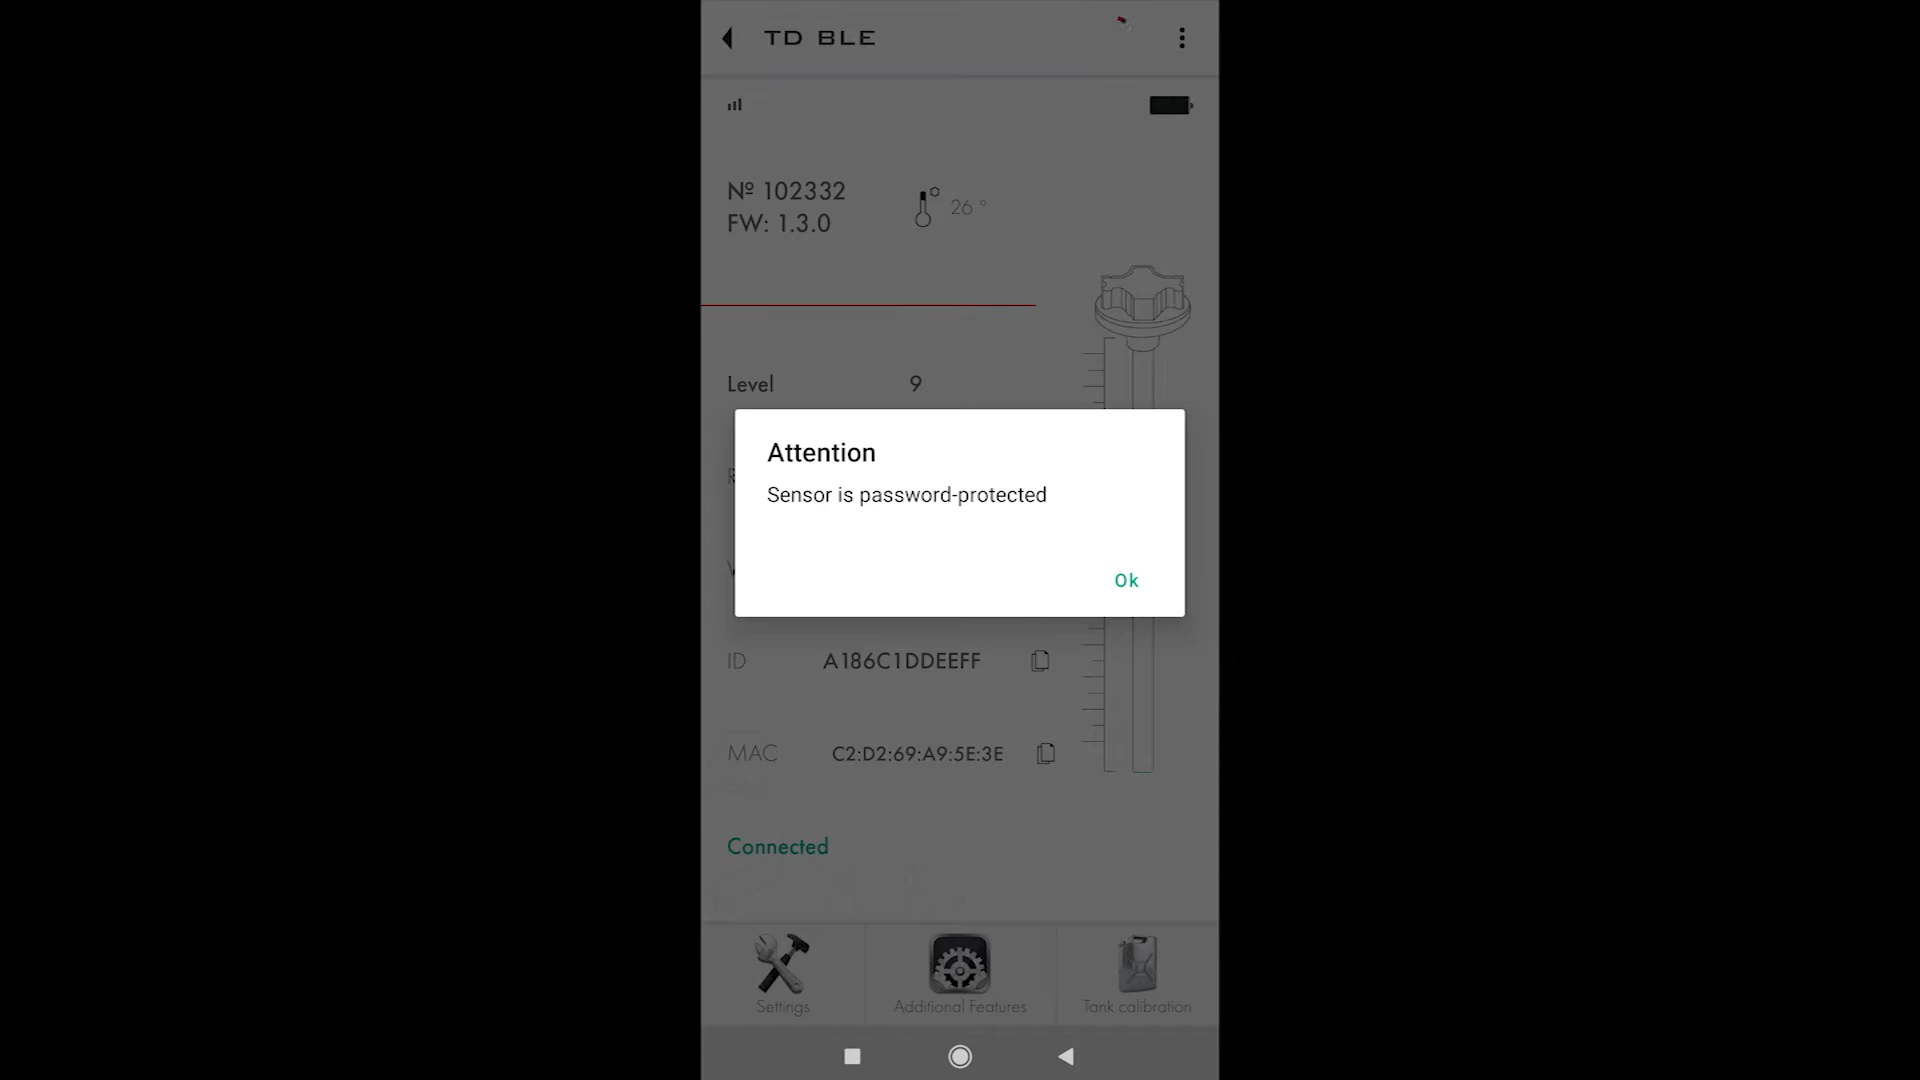 TD BLE
№ 102332
FW: 1.3.0
26 °
Level 9
Attention
Sensor is password-protected
Ok
ID A186C1DDEEFF
MAC C2:D2:69:A9:5E:3E
Connected
Settings
Additional Features
Tank calibration